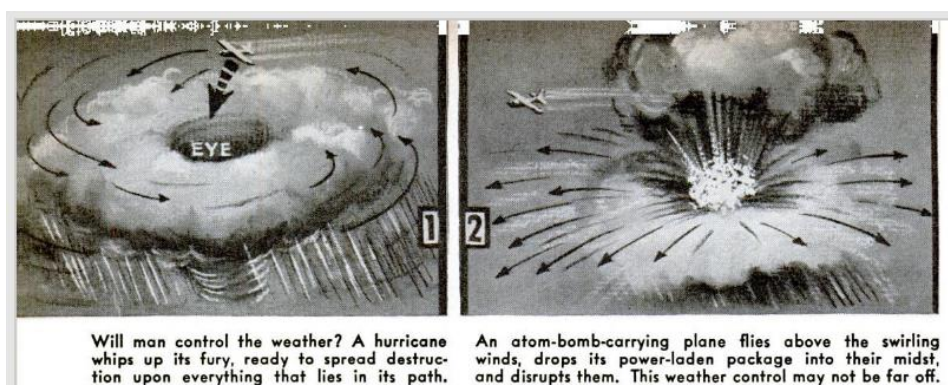 EYE
1
2
Will man control the weather? A hurricane
whips up its fury, ready to spread destruc-
tion upon everything that lies in its path.
An atom-bomb-carrying plane flies above the swirling
winds, drops its power-laden package into their midst,
and disrupts them. This weather control may not be far off.